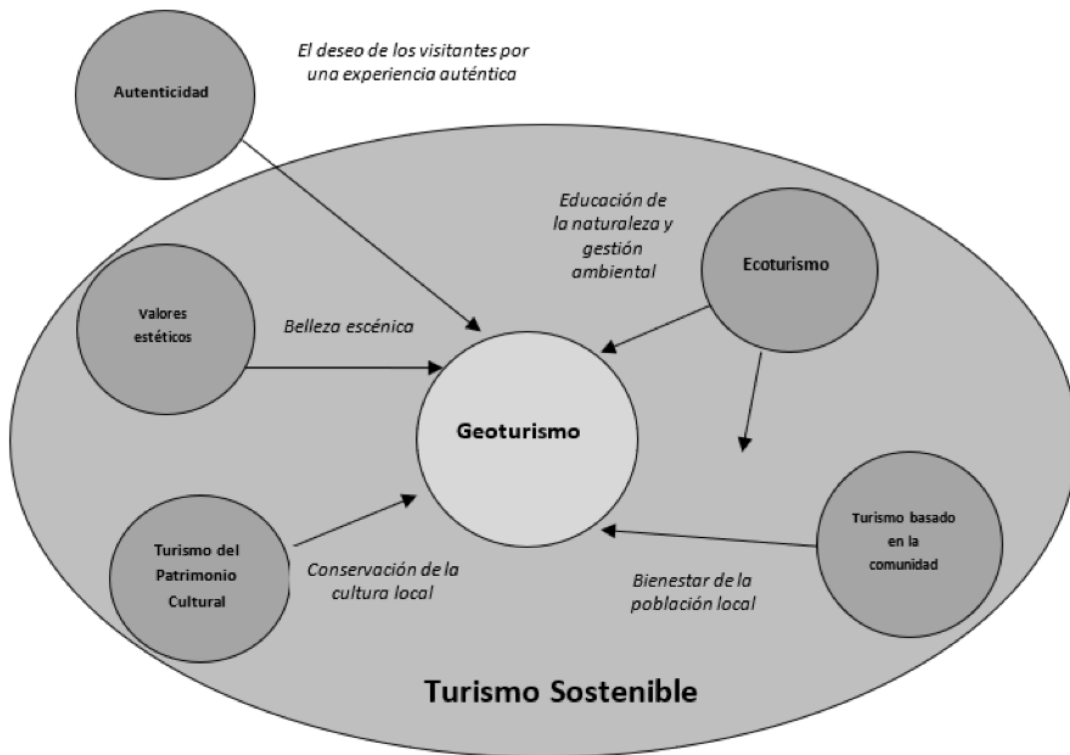 El deseo de los visitantes por
una experiencia auténtica
Autenticidad
Educación de
la naturaleza y
gestión
ambiental
Ecoturismo
Valores
estéticos
Belleza escénica
Geoturismo
Turismo basado
en la
comunidad
Turismo del
Patrimonio
Cultural
Conservación de la
cultura local
Bienestar de la
población local
Turismo Sostenible